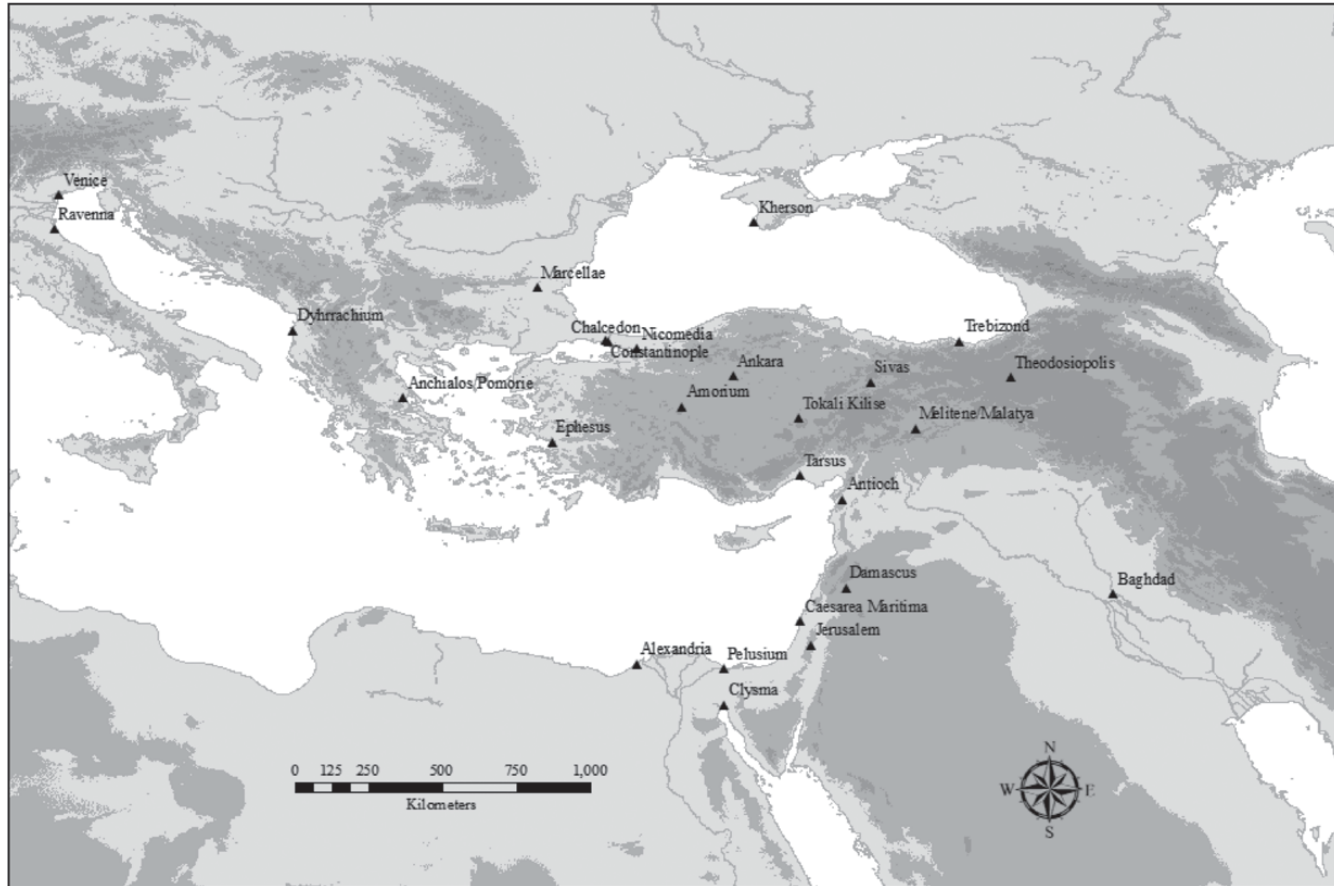 Venice
Ravenna
Kherson
Marcellae
Dyhrrachium
Chalcedon
Nicomedia
Constantinople
Trebizond
Ankara
Sivas
Theodosiopolis
Anchialos/Pomorie
Amorium
Tokali Kilise
Melitene/Malatya
Ephesus
Tarsus
Antioch
Damascus
Baghdad
Caesarea Maritima
Jerusalem
Alexandria
Pelusium
Clysma
0 125 250 500 750 1,000
Kilometers
N
W E
S